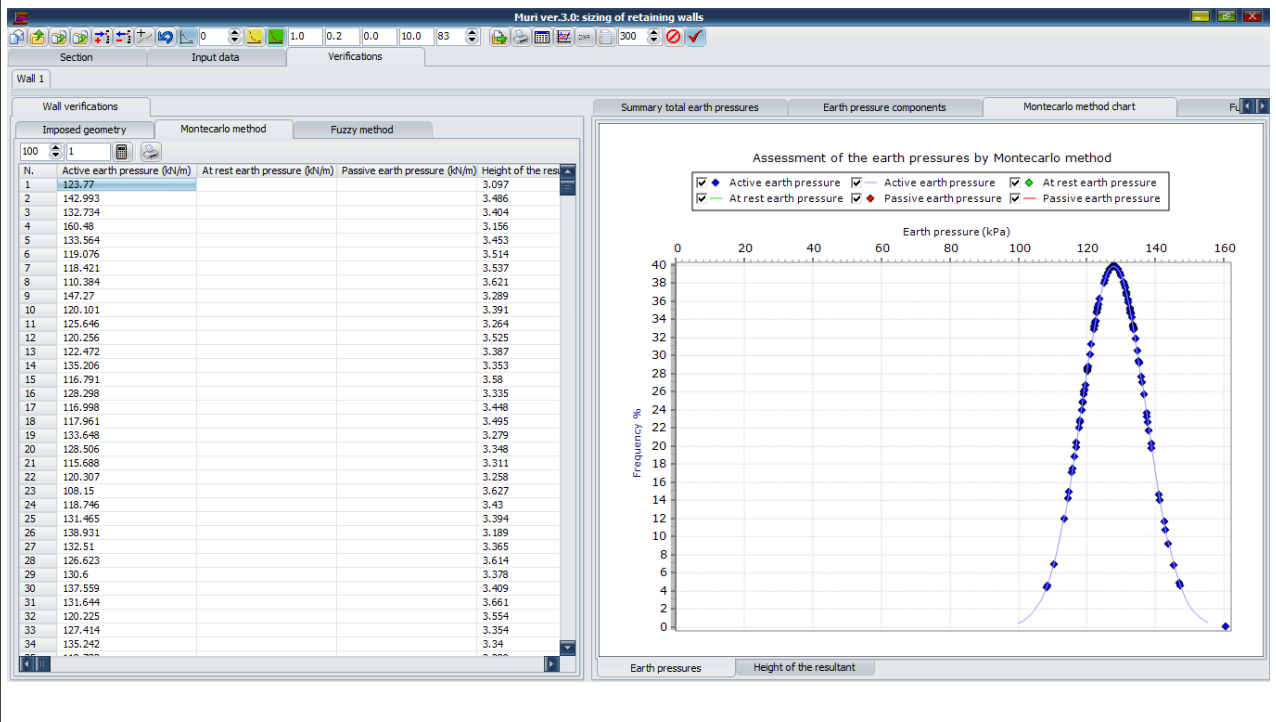 Muri ver.3.0: sizing of retaining walls
0 1.0 0.2 0.0 10.0 83 300
Section Input data Verifications
Wall 1
Wall verifications
Imposed geometry Montecarlo method Fuzzy method
100 1
N. Active earth pressure (kN/m) At rest earth pressure (kN/m) Passive earth pressure (kN/m) Height of the resu
1 123.77 3.097
2 142.993 3.486
3 132.734 3.404
4 160.48 3.156
5 133.564 3.453
6 119.076 3.514
7 118.421 3.537
8 110.384 3.621
9 147.27 3.289
10 120.101 3.391
11 125.646 3.264
12 120.256 3.525
13 122.472 3.387
14 135.206 3.353
15 116.791 3.58
16 128.298 3.335
17 116.998 3.448
18 117.961 3.495
19 133.648 3.279
20 128.506 3.348
21 115.688 3.311
22 120.307 3.258
23 108.15 3.627
24 118.746 3.43
25 131.465 3.394
26 138.931 3.189
27 132.51 3.365
28 126.623 3.614
29 130.6 3.378
30 137.559 3.409
31 131.644 3.661
32 120.225 3.554
33 127.414 3.354
34 135.242 3.34
Summary total earth pressures Earth pressure components Montecarlo method chart Fu
Assessment of the earth pressures by Montecarlo method
Active earth pressure Active earth pressure At rest earth pressure
At rest earth pressure Passive earth pressure Passive earth pressure
Earth pressure (kPa)
0 20 40 60 80 100 120 140 160
40
38
36
34
32
30
28
26
24
22
20
18
16
14
12
10
8
6
4
2
0
Frequency %
Earth pressures Height of the resultant